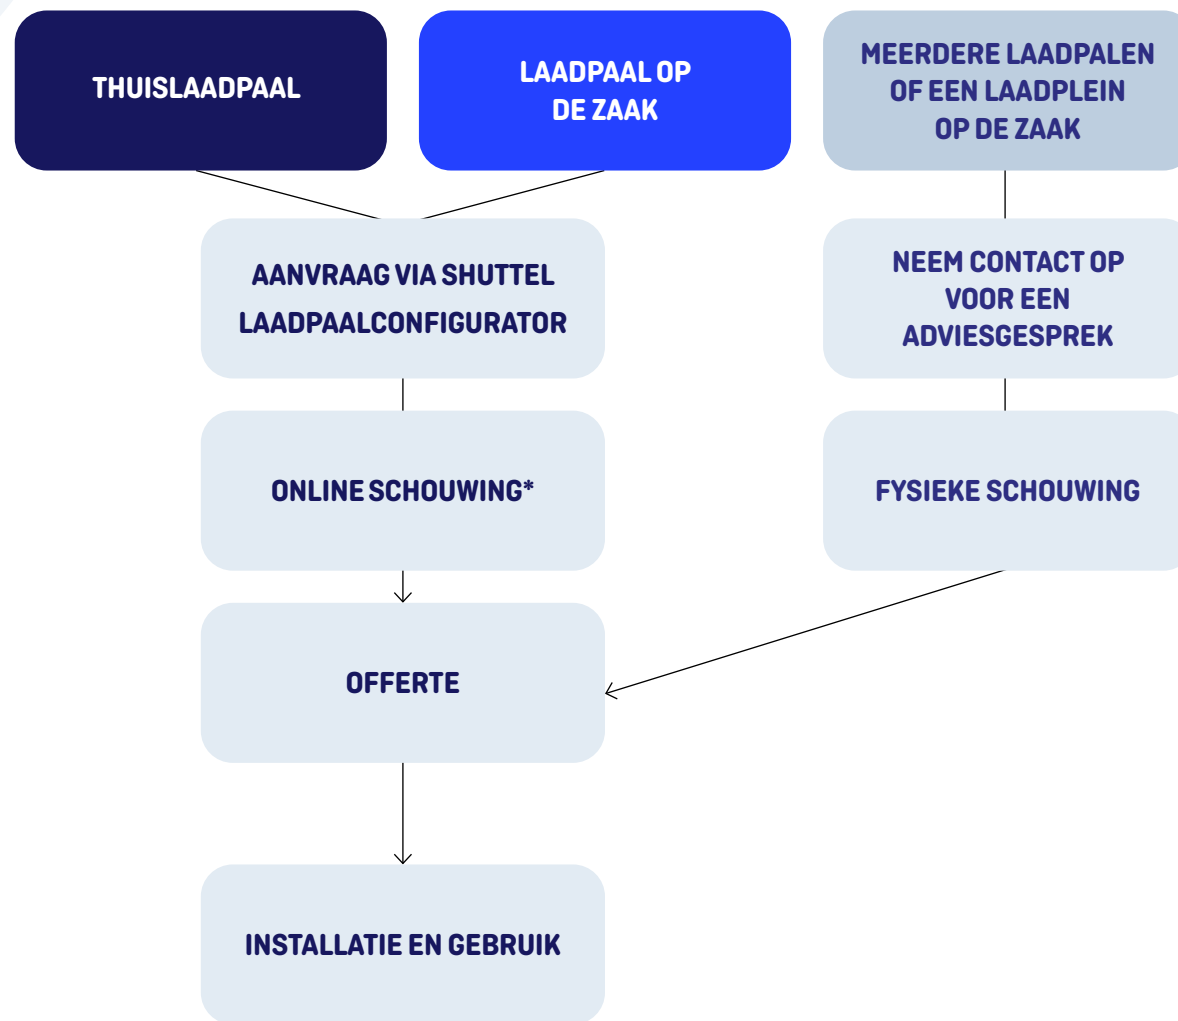 THUISLAADPAAL
LAADPAAL OP
DE ZAAK
MEERDERE LAADPALEN
OF EEN LAADPLEIN
OP DE ZAAK
AANVRAAG VIA SHUTTEL
LAADPAALCONFIGURATOR
NEEM CONTACT OP
VOOR EEN
ADVIESGESPREK
ONLINE SCHOUWING*
FYSIEKE SCHOUWING
OFFERTE
INSTALLATIE EN GEBRUIK